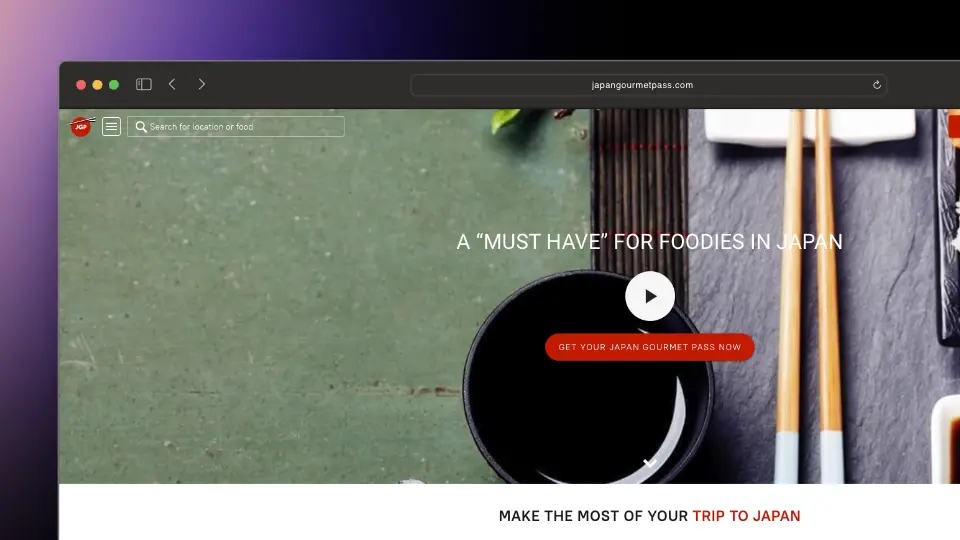 japangourmetpass.com
JGP
Search for location or food
A “MUST HAVE” FOR FOODIES IN JAPAN
GET YOUR JAPAN GOURMET PASS NOW
MAKE THE MOST OF YOUR TRIP TO JAPAN